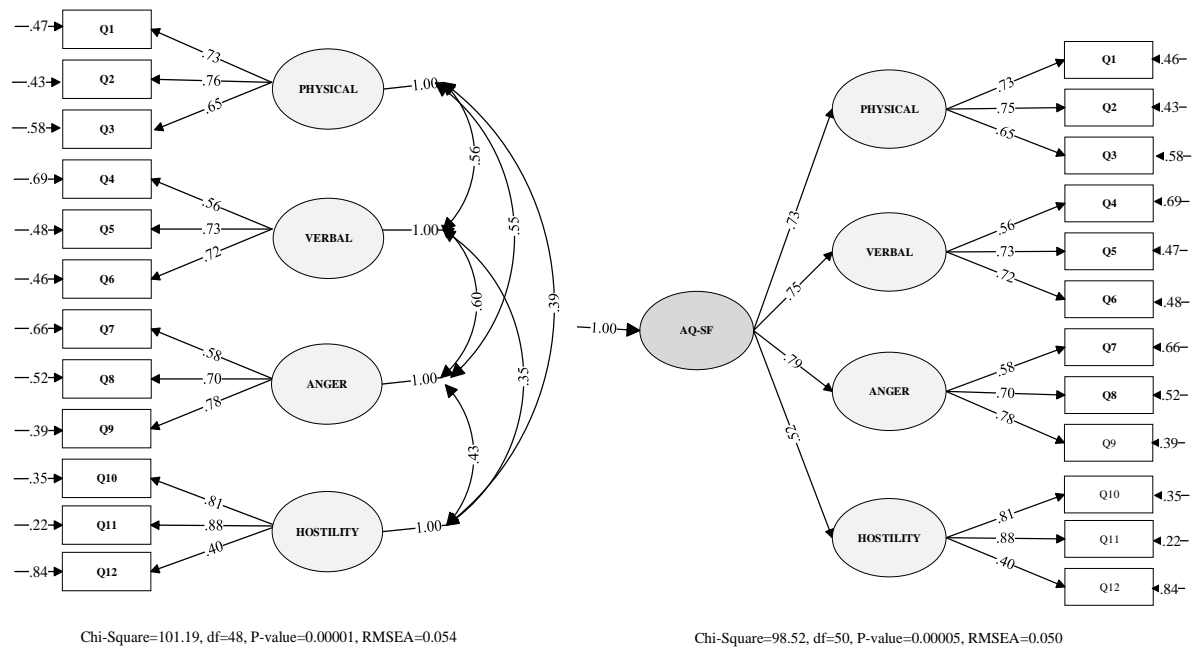 .47 Q1 .73
.43 Q2 .76
.58 Q3 .65
PHYSICAL 1.00
.69 Q4 .56
.48 Q5 .73
.46 Q6 .72
VERBAL 1.00
.66 Q7 .58
.52 Q8 .70
.39 Q9 .78
ANGER 1.00
.35 Q10 .81
.22 Q11 .88
.84 Q12 .40
HOSTILITY 1.00
.56
.55
.39
.60
.35
.43
Chi-Square=101.19, df=48, P-value=0.00001, RMSEA=0.054
1.00 AQ-SF
.73
.75
.79
.52
PHYSICAL
.73 Q1 .46
.75 Q2 .43
.65 Q3 .58
VERBAL
.56 Q4 .69
.73 Q5 .47
.72 Q6 .48
ANGER
.58 Q7 .66
.70 Q8 .52
.78 Q9 .39
HOSTILITY
.81 Q10 .35
.88 Q11 .22
.40 Q12 .84
Chi-Square=98.52, df=50, P-value=0.00005, RMSEA=0.050